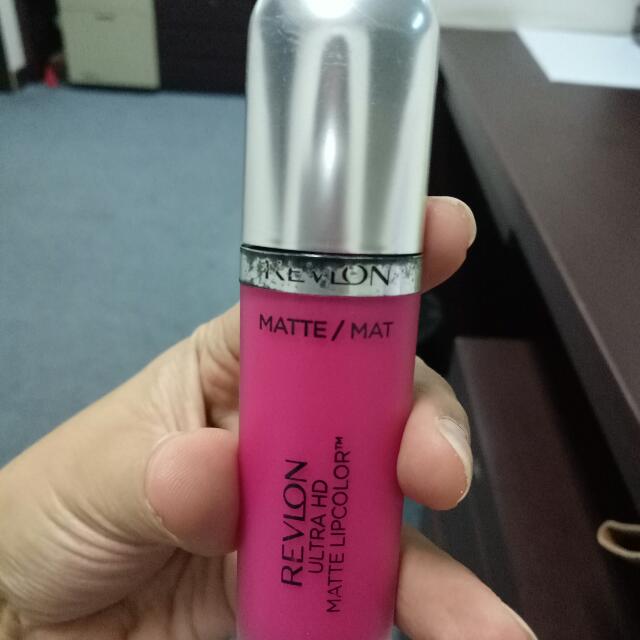 REVLON
MATTE / MAT
REVLON
ULTRA HD
MATTE LIPCOLOR™